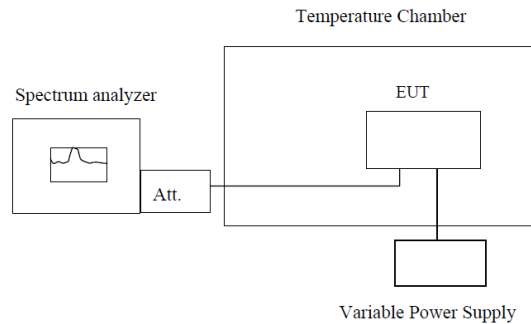 Temperature Chamber
Spectrum analyzer
EUT
Att.
Variable Power Supply